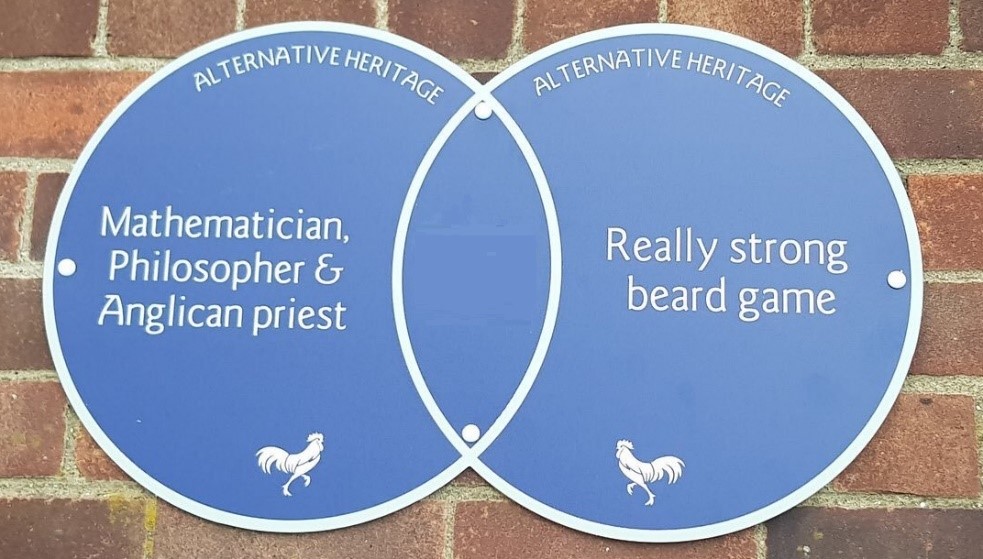 ALTERNATIVE HERITAGE
Mathematician,
Philosopher &
Anglican priest
ALTERNATIVE HERITAGE
Really strong
beard game